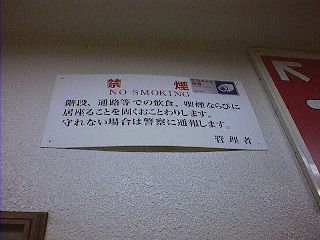 禁煙
NO SMOKING
階段、通路等での飲食、喫煙ならびに
居座ることを固くおことわりします。
守れない場合は警察に通報します。
管理者